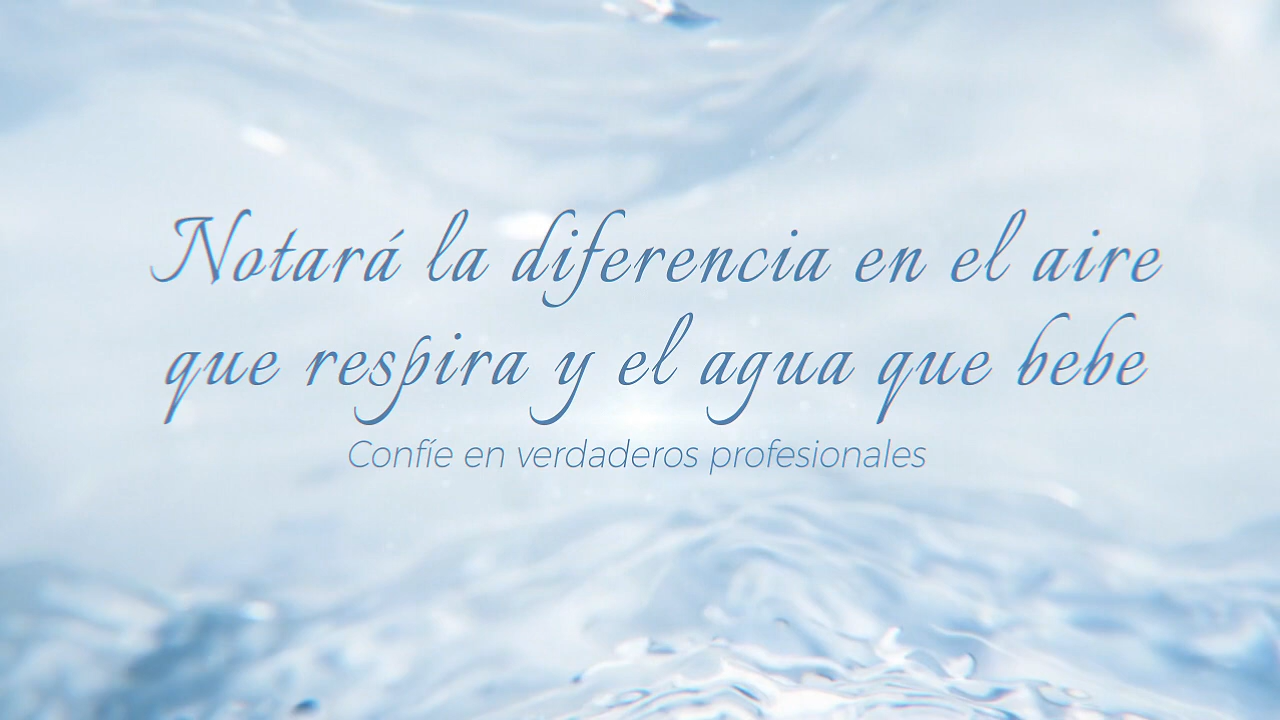 Notará la diferencia en el aire
que respira y el agua que bebe
Confíe en verdaderos profesionales